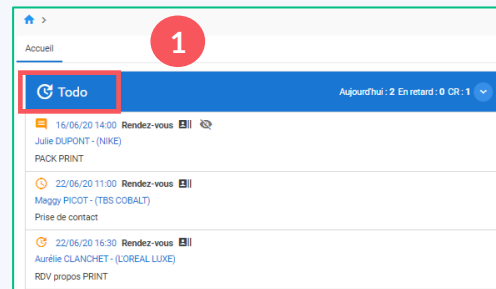 >
Accueil
1
Todo
Aujourd'hui : 2 En retard : 0 CR : 1
16/06/20 14:00 Rendez-vous
Julie DUPONT - (NIKE)
PACK PRINT
22/06/20 11:00 Rendez-vous
Maggy PICOT - (TBS COBALT)
Prise de contact
22/06/20 16:30 Rendez-vous
Aurélie CLANCHET - (L'OREAL LUXE)
RDV propos PRINT